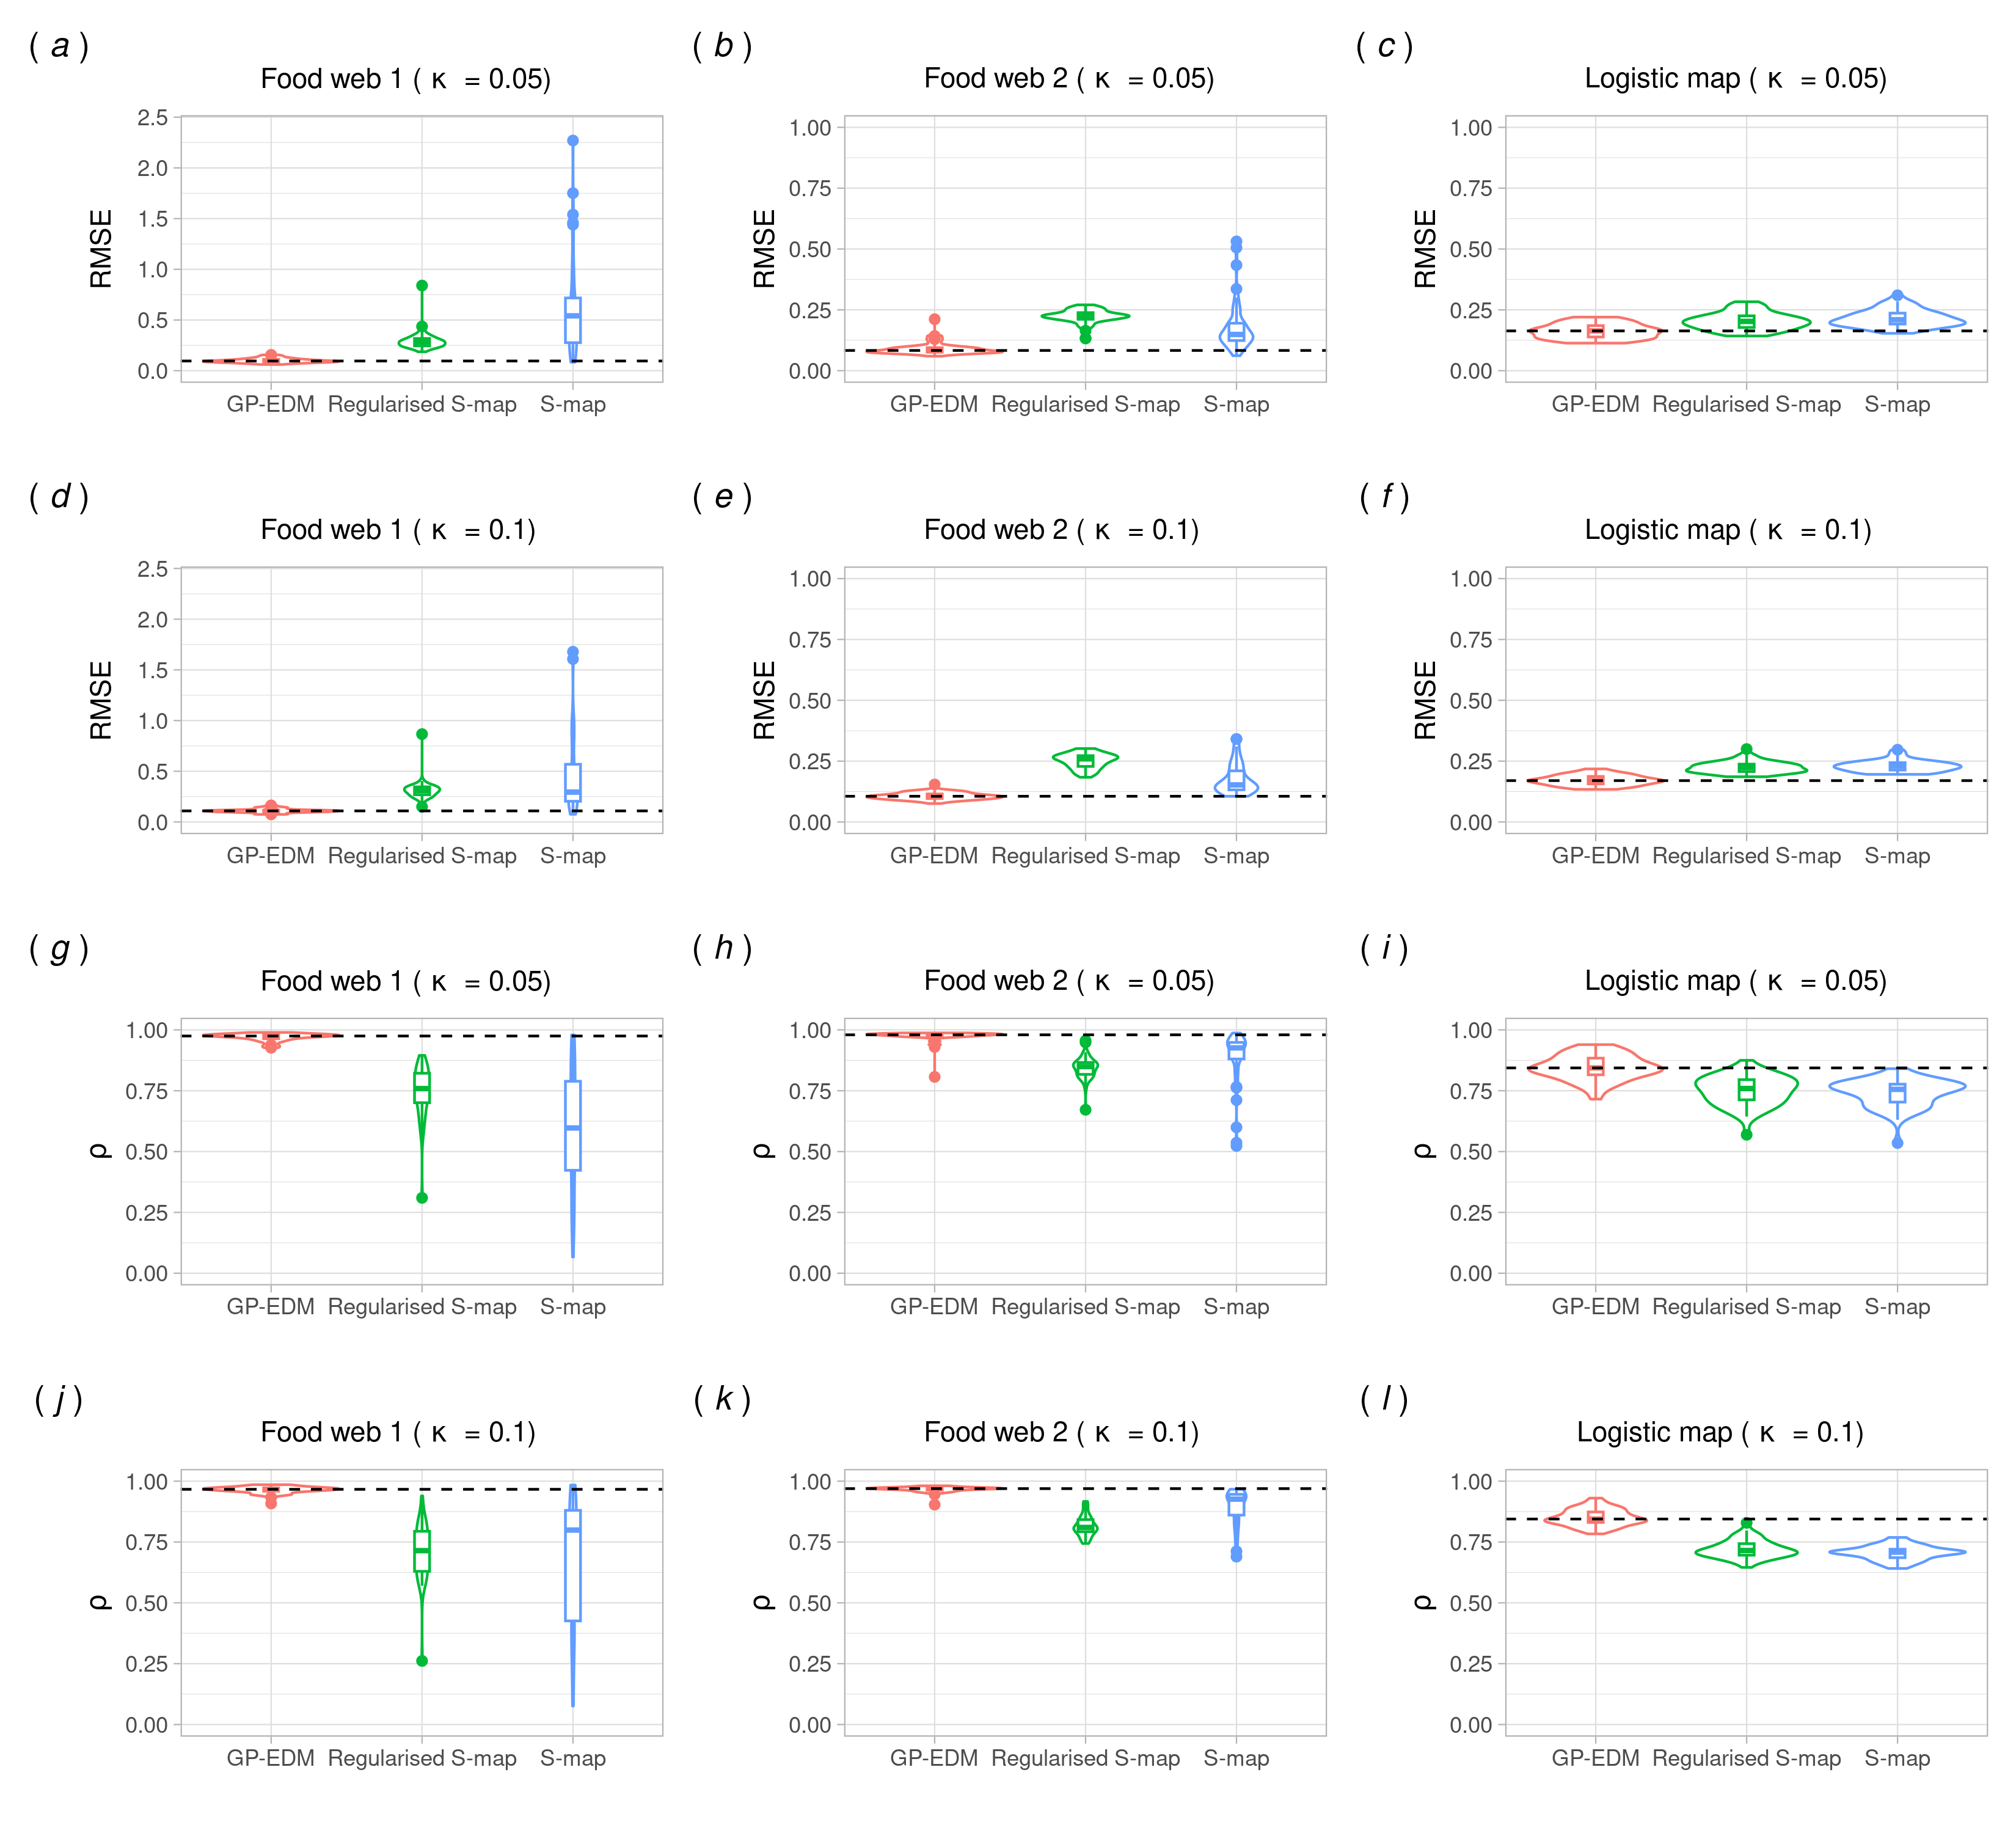 ( a )
Food web 1 ( κ = 0.05)
RMSE
2.5
2.0
1.5
1.0
0.5
0.0
GP-EDM Regularised S-map S-map
( b )
Food web 2 ( κ = 0.05)
RMSE
1.00
0.75
0.50
0.25
0.00
GP-EDM Regularised S-map S-map
( c )
Logistic map ( κ = 0.05)
RMSE
1.00
0.75
0.50
0.25
0.00
GP-EDM Regularised S-map S-map
( d )
Food web 1 ( κ = 0.1)
RMSE
2.5
2.0
1.5
1.0
0.5
0.0
GP-EDM Regularised S-map S-map
( e )
Food web 2 ( κ = 0.1)
RMSE
1.00
0.75
0.50
0.25
0.00
GP-EDM Regularised S-map S-map
( f )
Logistic map ( κ = 0.1)
RMSE
1.00
0.75
0.50
0.25
0.00
GP-EDM Regularised S-map S-map
( g )
Food web 1 ( κ = 0.05)
ρ
1.00
0.75
0.50
0.25
0.00
GP-EDM Regularised S-map S-map
( h )
Food web 2 ( κ = 0.05)
ρ
1.00
0.75
0.50
0.25
0.00
GP-EDM Regularised S-map S-map
( i )
Logistic map ( κ = 0.05)
ρ
1.00
0.75
0.50
0.25
0.00
GP-EDM Regularised S-map S-map
( j )
Food web 1 ( κ = 0.1)
ρ
1.00
0.75
0.50
0.25
0.00
GP-EDM Regularised S-map S-map
( k )
Food web 2 ( κ = 0.1)
ρ
1.00
0.75
0.50
0.25
0.00
GP-EDM Regularised S-map S-map
( l )
Logistic map ( κ = 0.1)
ρ
1.00
0.75
0.50
0.25
0.00
GP-EDM Regularised S-map S-map